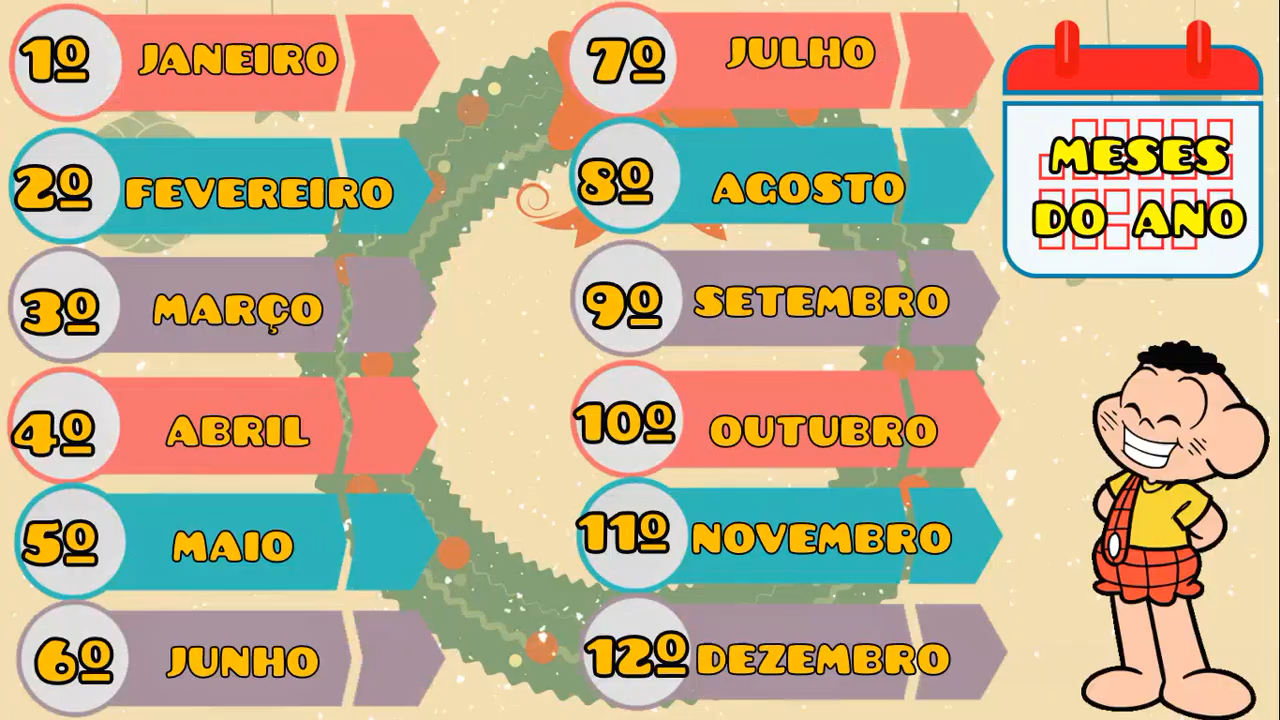 1º JANEIRO
2º FEVEREIRO
3º MARÇO
4º ABRIL
5º MAIO
6º JUNHO
7º JULHO
8º AGOSTO
9º SETEMBRO
10º OUTUBRO
11º NOVEMBRO
12º DEZEMBRO
MESES
DO ANO